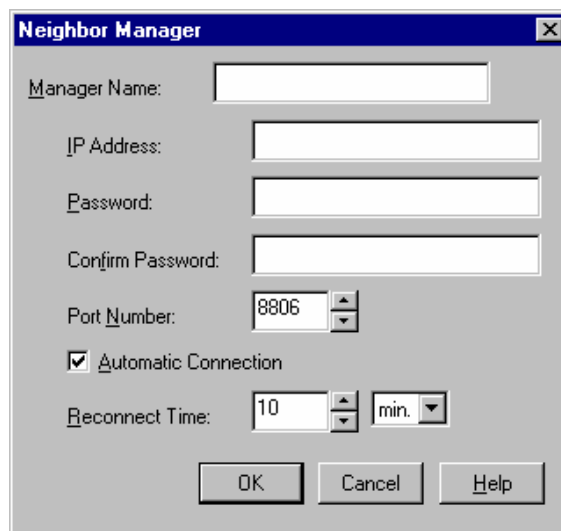 Neighbor Manager
Manager Name:
IP Address:
Password:
Confirm Password:
Port Number: 8806
Automatic Connection
Reconnect Time: 10 min.
OK Cancel Help